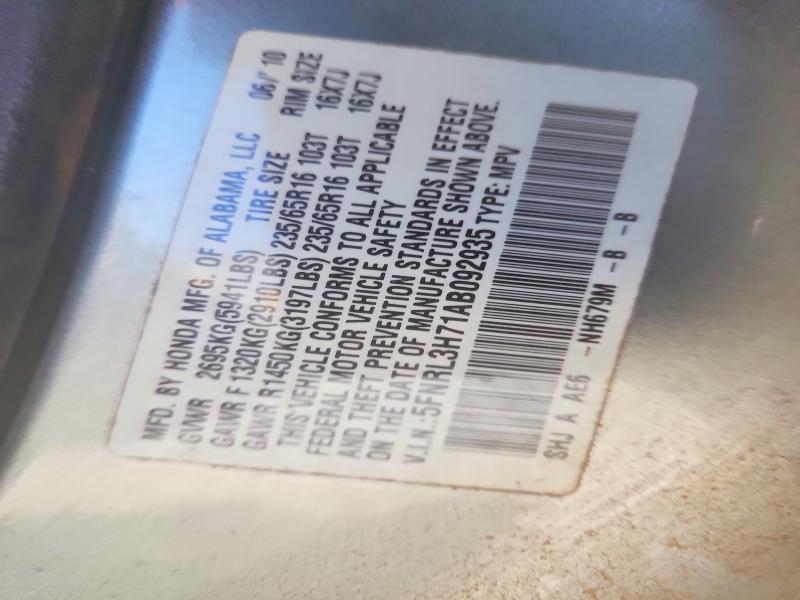 MFD. BY HONDA MFG. OF ALABAMA, LLC 06/'10
GVWR 2695KG(5941LBS) TIRE SIZE RIM SIZE
GAWR F 1320KG(2910LBS) 235/65R16 103T 16X7J
GAWR R1450KG(3197LBS) 235/65R16 103T 16X7J
THIS VEHICLE CONFORMS TO ALL APPLICABLE
FEDERAL MOTOR VEHICLE SAFETY
AND THEFT PREVENTION STANDARDS IN EFFECT
ON THE DATE OF MANUFACTURE SHOWN ABOVE.
V.I.N.:5FNRL3H71AB092935 TYPE: MPV
SHJ A AE6 -NH679M -B -B